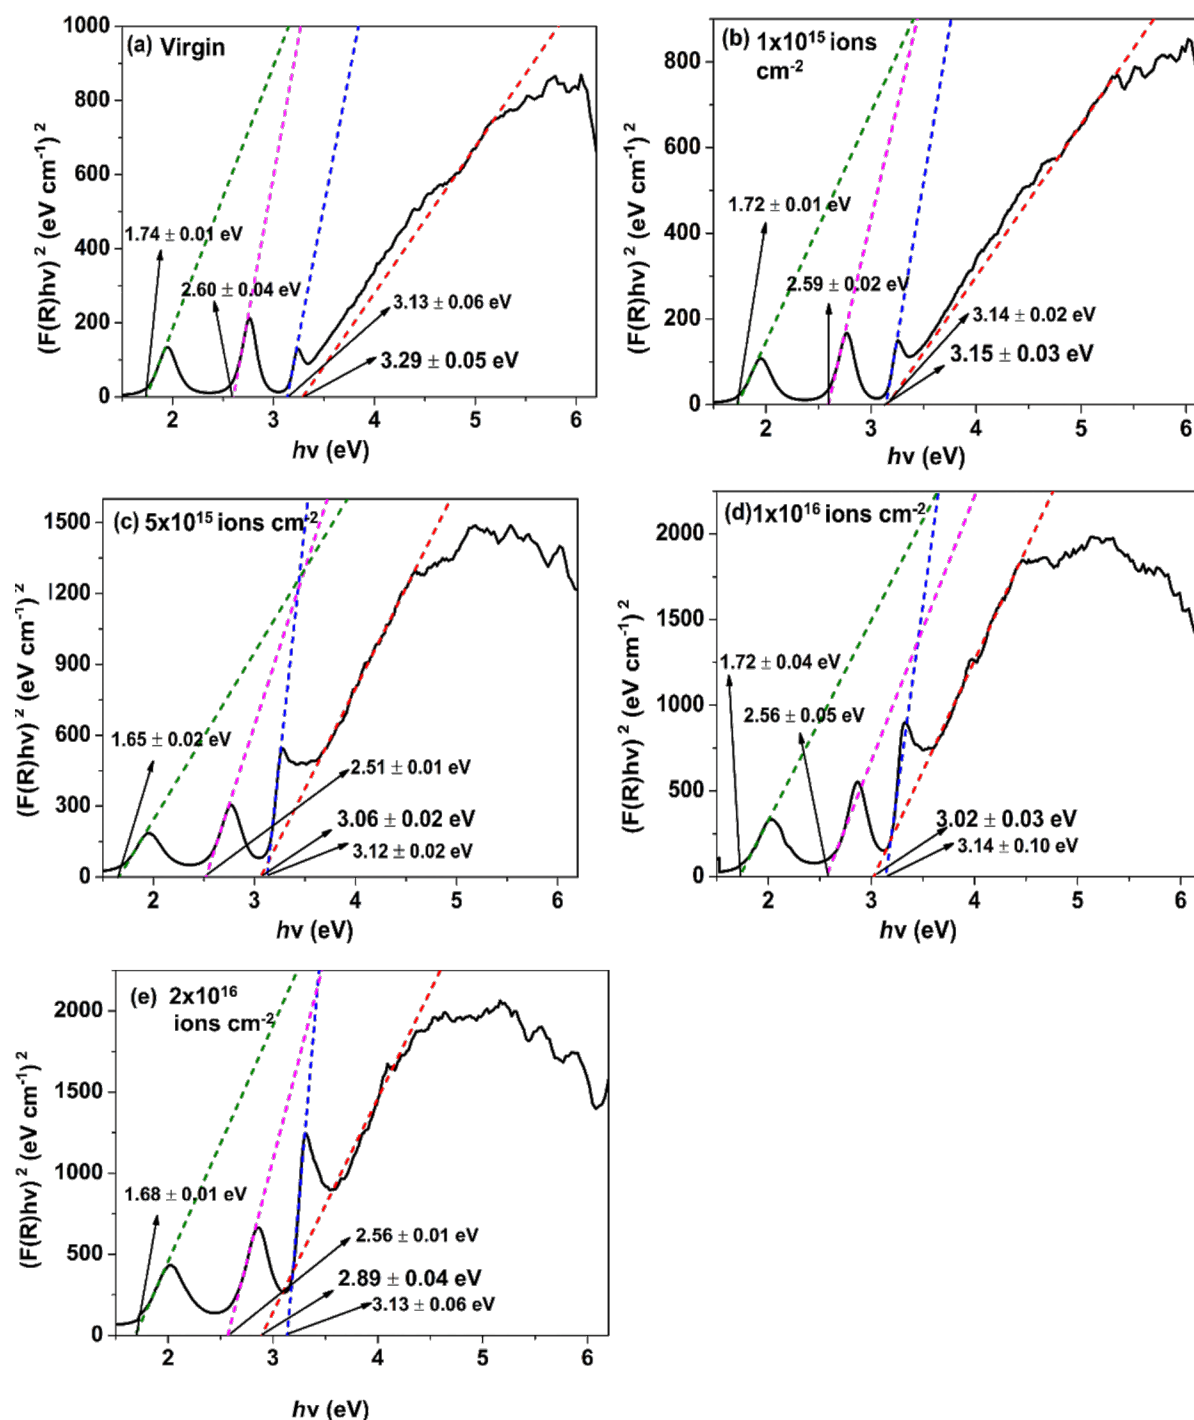 (a) Virgin
1000
800
600
400
200
0
(F(R)hν)² (eV cm⁻¹)²
1.74 ± 0.01 eV
2.60 ± 0.04 eV
3.13 ± 0.06 eV
3.29 ± 0.05 eV
2 3 4 5 6
hν (eV)
(b) 1x10¹⁵ ions
cm⁻²
800
600
400
200
0
(F(R)hν)² (eV cm⁻¹)²
1.72 ± 0.01 eV
2.59 ± 0.02 eV
3.14 ± 0.02 eV
3.15 ± 0.03 eV
2 3 4 5 6
hν (eV)
(c) 5x10¹⁵ ions cm⁻²
1500
1200
900
600
300
0
(F(R)hν)² (eV cm⁻¹)²
1.65 ± 0.02 eV
2.51 ± 0.01 eV
3.06 ± 0.02 eV
3.12 ± 0.02 eV
2 3 4 5 6
hν (eV)
(d)1x10¹⁶ ions cm⁻²
2000
1500
1000
500
0
(F(R)hν)² (eV cm⁻¹)²
1.72 ± 0.04 eV
2.56 ± 0.05 eV
3.02 ± 0.03 eV
3.14 ± 0.10 eV
2 3 4 5 6
hν (eV)
(e) 2x10¹⁶
ions cm⁻²
2000
1500
1000
500
0
(F(R)hν)² (eV cm⁻¹)²
1.68 ± 0.01 eV
2.56 ± 0.01 eV
2.89 ± 0.04 eV
3.13 ± 0.06 eV
2 3 4 5 6
hν (eV)